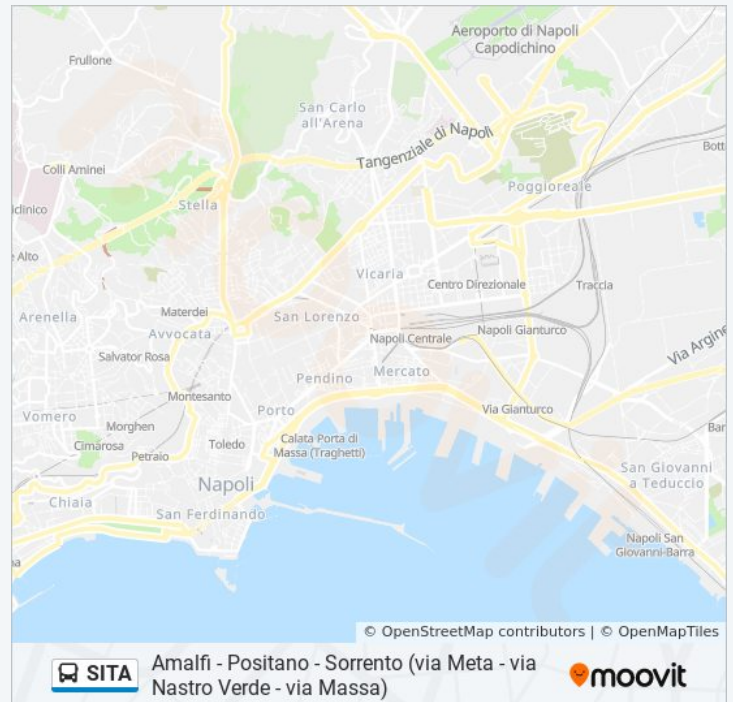 Aeroporto di Napoli
Capodichino
Frullone
San Carlo
all'Arena
Tangenziale di Napoli
Bott
Colli Aminei
Poggioreale
iclinico
Stella
Alto
Vicaria
Centro Direzionale
Traccia
Materdei
Arenella
San Lorenzo
Avvocata
Napoli Centrale
Napoli Gianturco
Via Argine
Salvator Rosa
Pendino
Mercato
Montesanto
Porto
Via Gianturco
Vomero
Morghen
Cimarosa
Toledo
Calata Porta di
Massa (Traghetti)
Bar
Petraio
San Giovanni
a Teduccio
Napoli
Chiaia
San Ferdinando
Napoli San
Giovanni-Barra
na
© OpenStreetMap contributors | © OpenMapTiles
SITA
Amalfi - Positano - Sorrento (via Meta - via
Nastro Verde - via Massa)
moovit